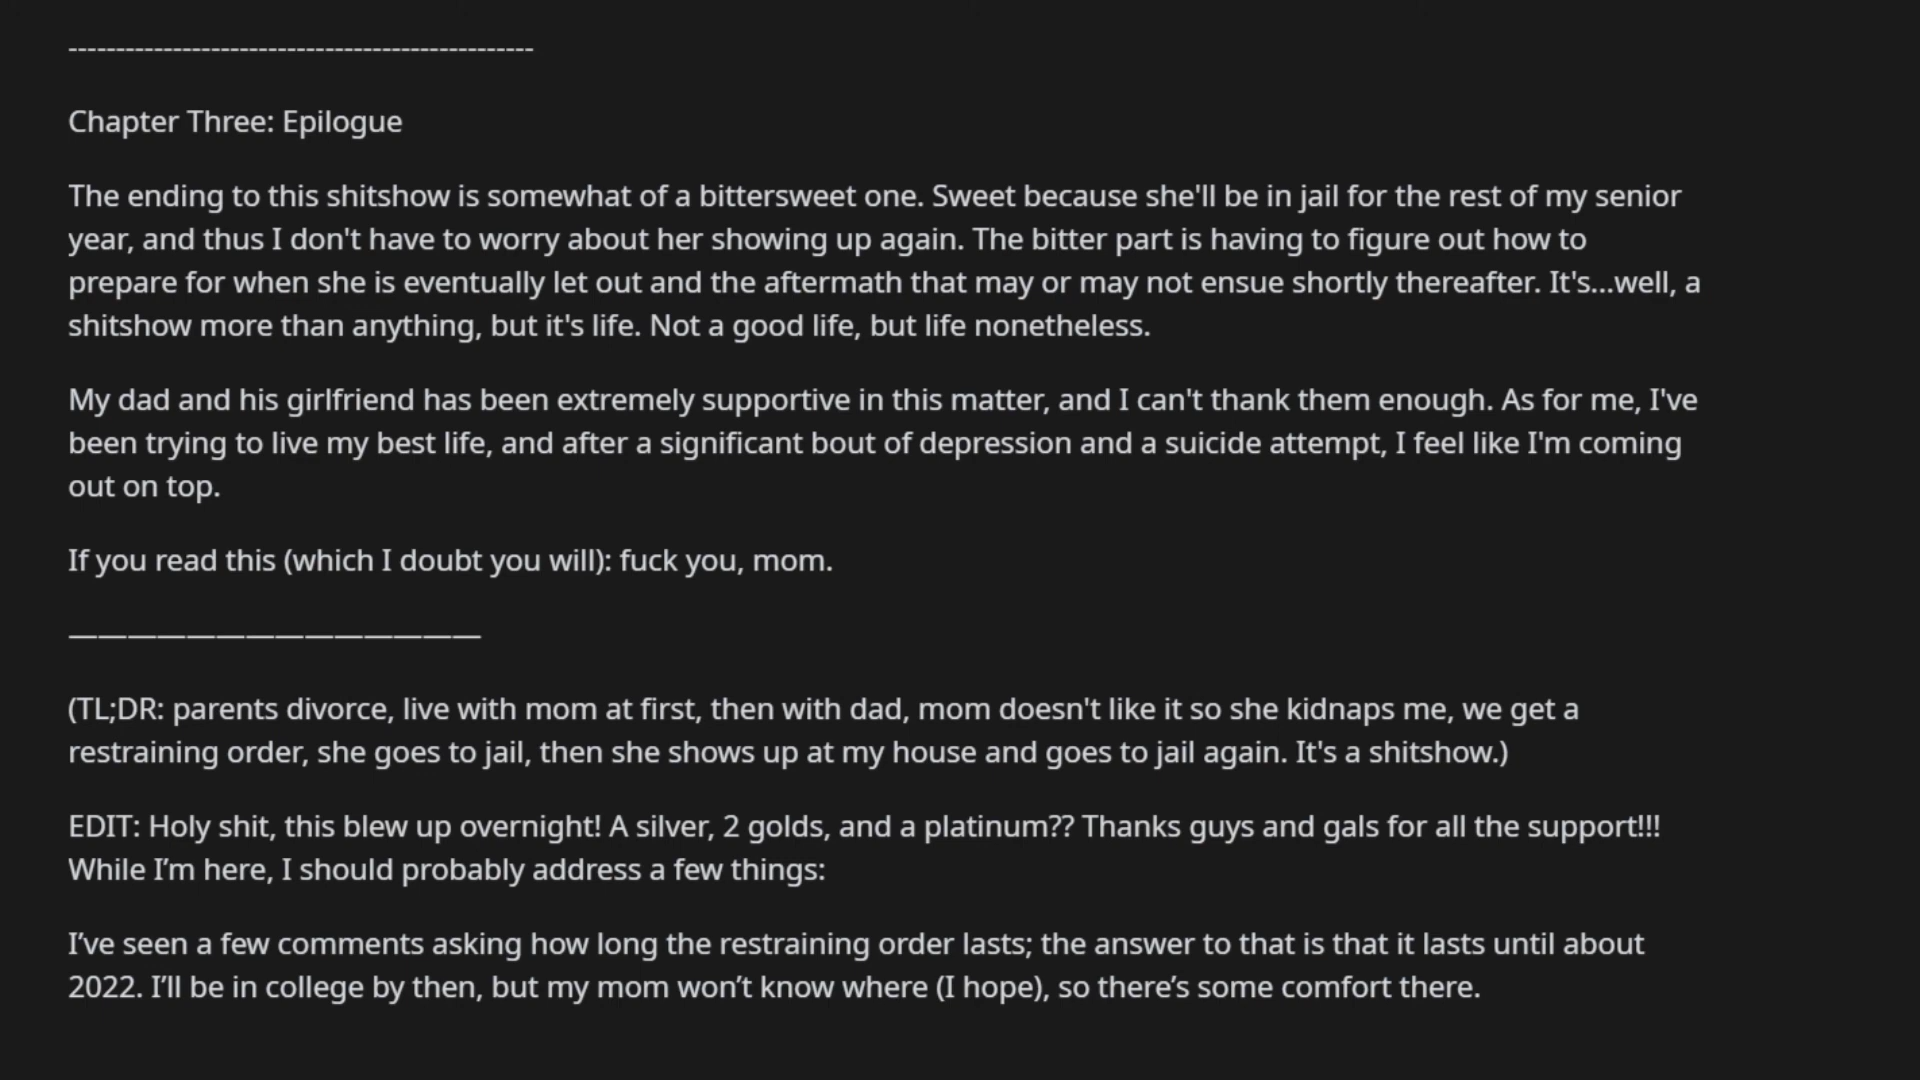 -------------------------------------------------
Chapter Three: Epilogue
The ending to this shitshow is somewhat of a bittersweet one. Sweet because she'll be in jail for the rest of my senior
year, and thus I don't have to worry about her showing up again. The bitter part is having to figure out how to
prepare for when she is eventually let out and the aftermath that may or may not ensue shortly thereafter. It's...well, a
shitshow more than anything, but it's life. Not a good life, but life nonetheless.
My dad and his girlfriend has been extremely supportive in this matter, and I can't thank them enough. As for me, I've
been trying to live my best life, and after a significant bout of depression and a suicide attempt, I feel like I'm coming
out on top.
If you read this (which I doubt you will): fuck you, mom.
——————————————
(TL;DR: parents divorce, live with mom at first, then with dad, mom doesn't like it so she kidnaps me, we get a
restraining order, she goes to jail, then she shows up at my house and goes to jail again. It's a shitshow.)
EDIT: Holy shit, this blew up overnight! A silver, 2 golds, and a platinum?? Thanks guys and gals for all the support!!!
While I’m here, I should probably address a few things:
I’ve seen a few comments asking how long the restraining order lasts; the answer to that is that it lasts until about
2022. I’ll be in college by then, but my mom won’t know where (I hope), so there’s some comfort there.